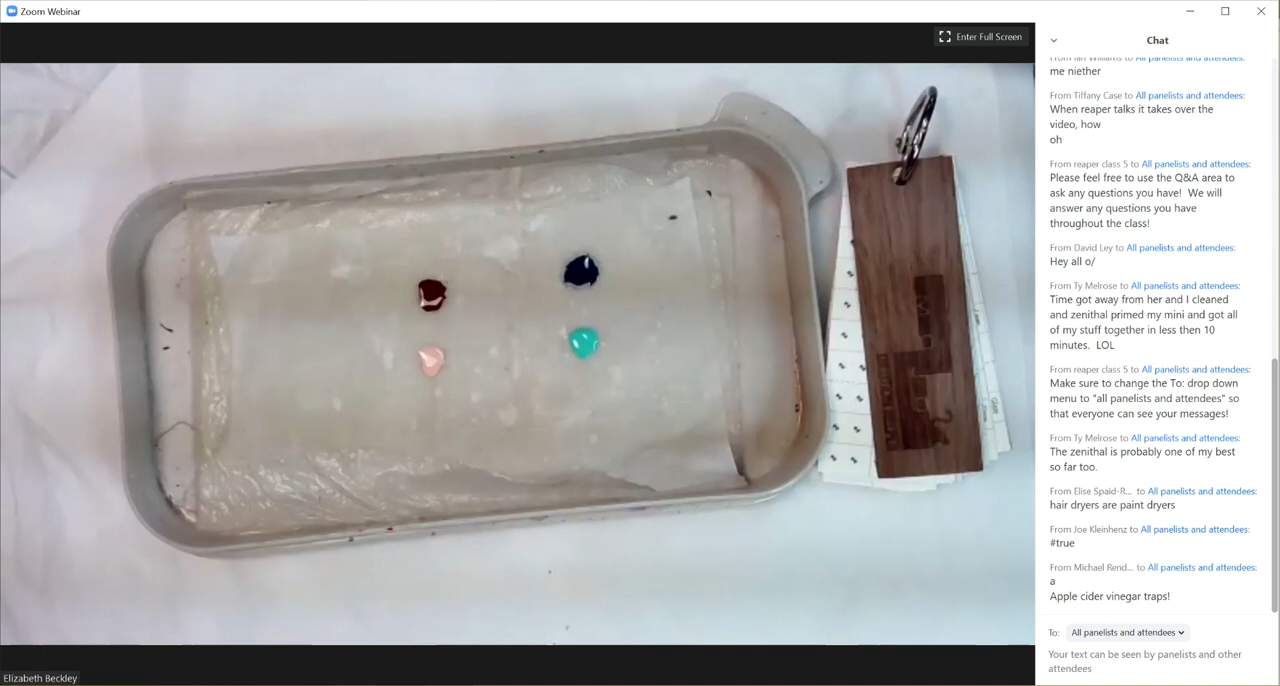 Zoom Webinar
Enter Full Screen
Chat
From Ian Williams to All panelists and attendees:
me niether
From Tiffany Case to All panelists and attendees:
When reaper talks it takes over the
video, how
oh
From reaper class 5 to All panelists and attendees:
Please feel free to use the Q&A area to
ask any questions you have! We will
answer any questions you have
throughout the class!
From David Ley to All panelists and attendees:
Hey all o/
From Ty Melrose to All panelists and attendees:
Time got away from her and I cleaned
and zenithal primed my mini and got all
of my stuff together in less then 10
minutes. LOL
From reaper class 5 to All panelists and attendees:
Make sure to change the To: drop down
menu to "all panelists and attendees" so
that everyone can see your messages!
From Ty Melrose to All panelists and attendees:
The zenithal is probably one of my best
so far too.
From Elise Spaid-R... to All panelists and attendees:
hair dryers are paint dryers
From Joe Kleinhenz to All panelists and attendees:
#true
From Michael Rend... to All panelists and attendees:
a
Apple cider vinegar traps!
To: All panelists and attendees
Your text can be seen by panelists and other
attendees
Elizabeth Beckley